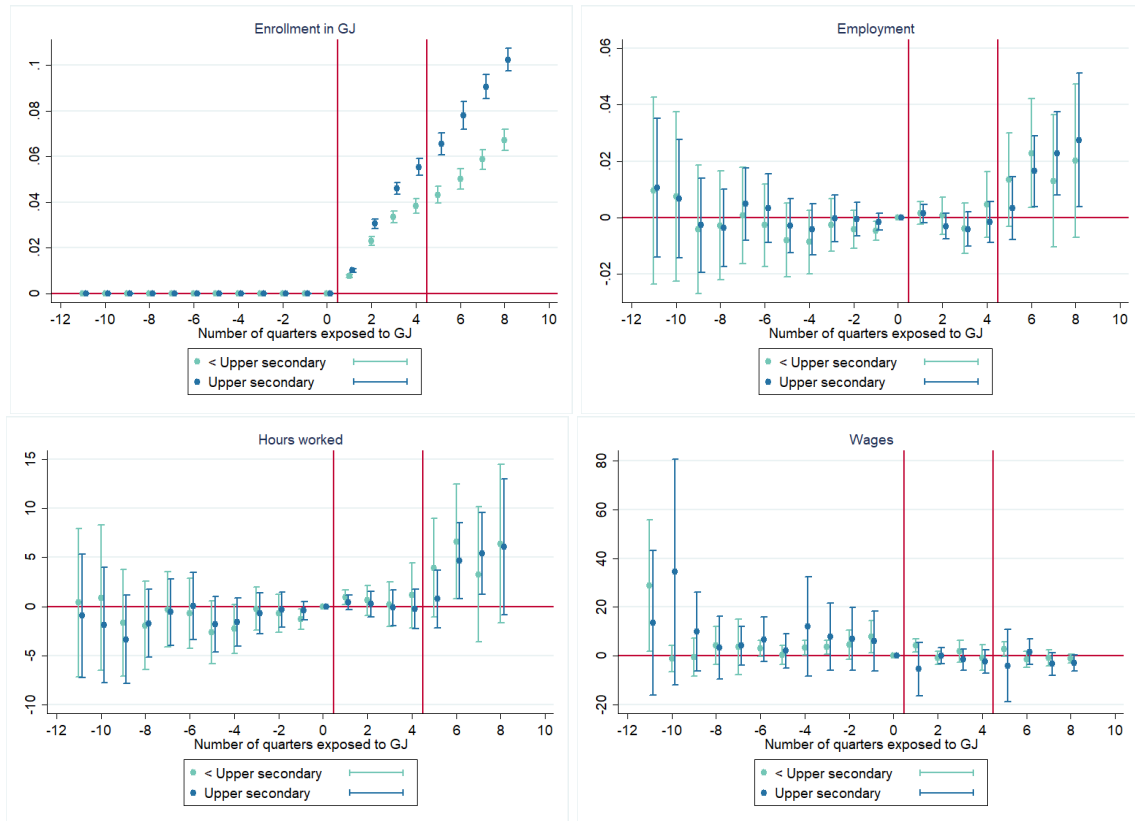 Enrollment in GJ
.1
.08
.06
.04
.02
0
-12 -10 -8 -6 -4 -2 0 2 4 6 8 10
Number of quarters exposed to GJ
< Upper secondary
Upper secondary
Employment
.06
.04
.02
0
-.02
-12 -10 -8 -6 -4 -2 0 2 4 6 8 10
Number of quarters exposed to GJ
< Upper secondary
Upper secondary
Hours worked
15
10
5
0
-5
-10
-12 -10 -8 -6 -4 -2 0 2 4 6 8 10
Number of quarters exposed to GJ
< Upper secondary
Upper secondary
Wages
80
60
40
20
0
-20
-12 -10 -8 -6 -4 -2 0 2 4 6 8 10
Number of quarters exposed to GJ
< Upper secondary
Upper secondary